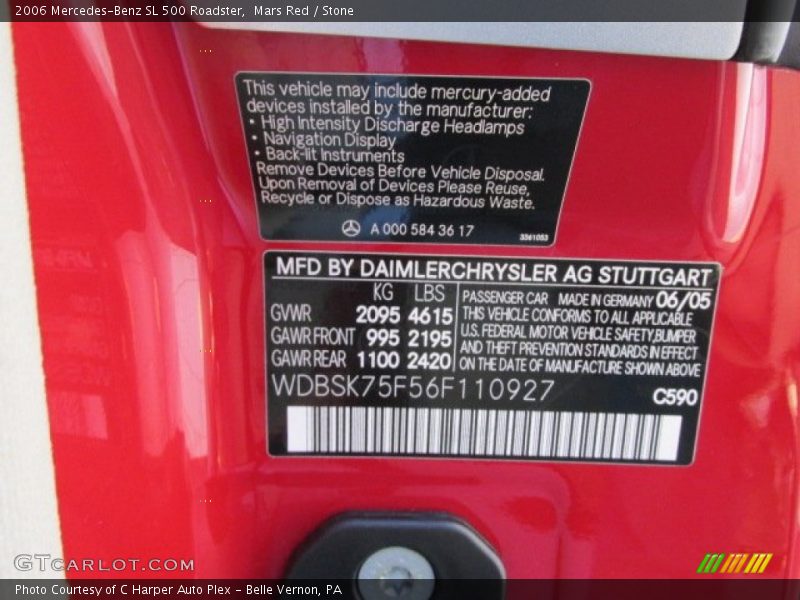 2006 Mercedes-Benz SL 500 Roadster, Mars Red / Stone
This vehicle may include mercury-added
devices installed by the manufacturer:
• High Intensity Discharge Headlamps
• Navigation Display
• Back-lit Instruments
Remove Devices Before Vehicle Disposal.
Upon Removal of Devices Please Reuse,
Recycle or Dispose as Hazardous Waste.
A 000 584 36 17
3361053
MFD BY DAIMLERCHRYSLER AG STUTTGART
KG LBS
GVWR 2095 4615
GAWR FRONT 995 2195
GAWR REAR 1100 2420
PASSENGER CAR MADE IN GERMANY 06/05
THIS VEHICLE CONFORMS TO ALL APPLICABLE
U.S. FEDERAL MOTOR VEHICLE SAFETY,BUMPER
AND THEFT PREVENTION STANDARDS IN EFFECT
ON THE DATE OF MANUFACTURE SHOWN ABOVE
WDBSK75F56F110927
C590
GTCARLOT.COM
Photo Courtesy of C Harper Auto Plex - Belle Vernon, PA